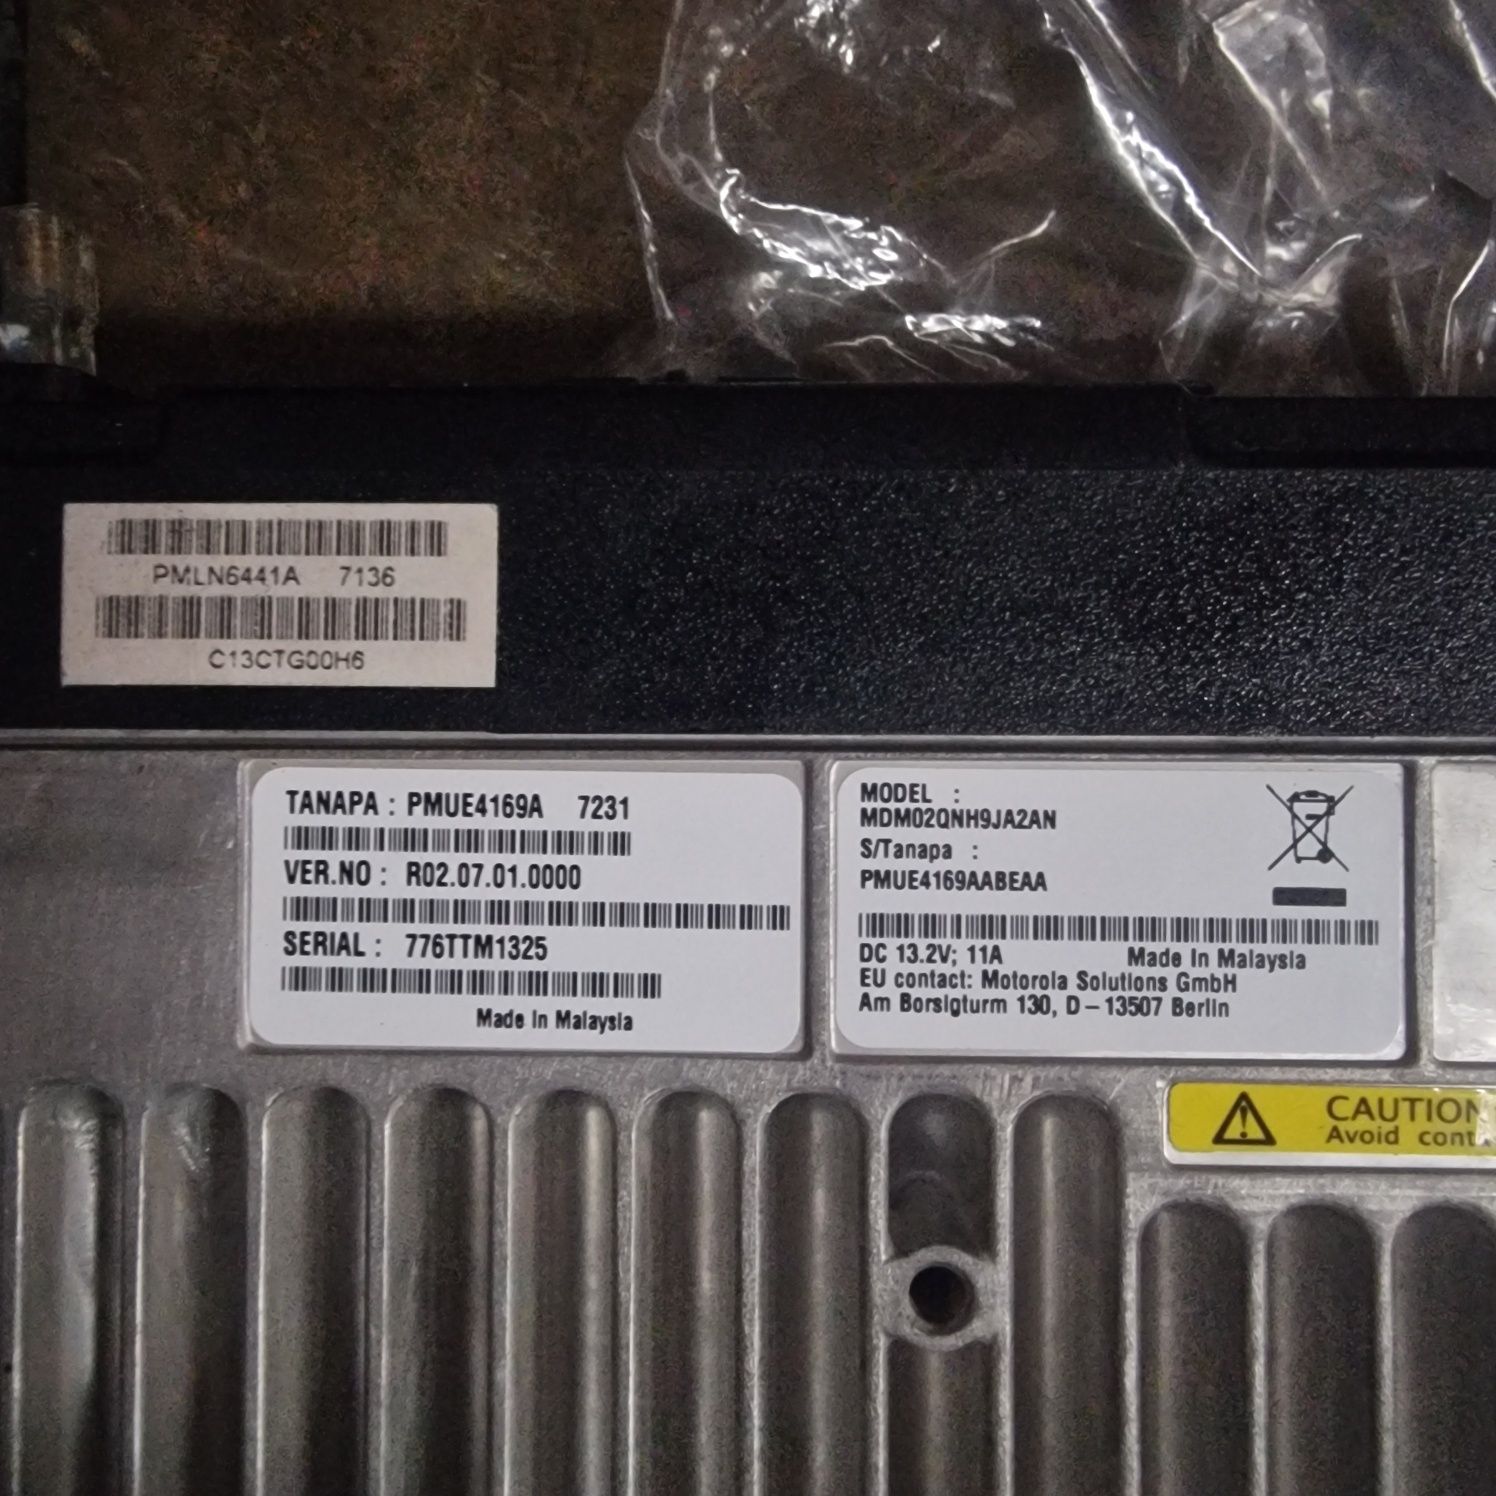 PMLN6441A 7136
C13CTG00H6
TANAPA : PMUE4169A 7231
VER.NO : R02.07.01.0000
SERIAL : 776TTM1325
Made In Malaysia
MODEL :
MDM02QNH9JA2AN
S/Tanapa :
PMUE4169AABEAA
DC 13.2V; 11A Made In Malaysia
EU contact: Motorola Solutions GmbH
Am Borsigturm 130, D-13507 Berlin
CAUTION
Avoid